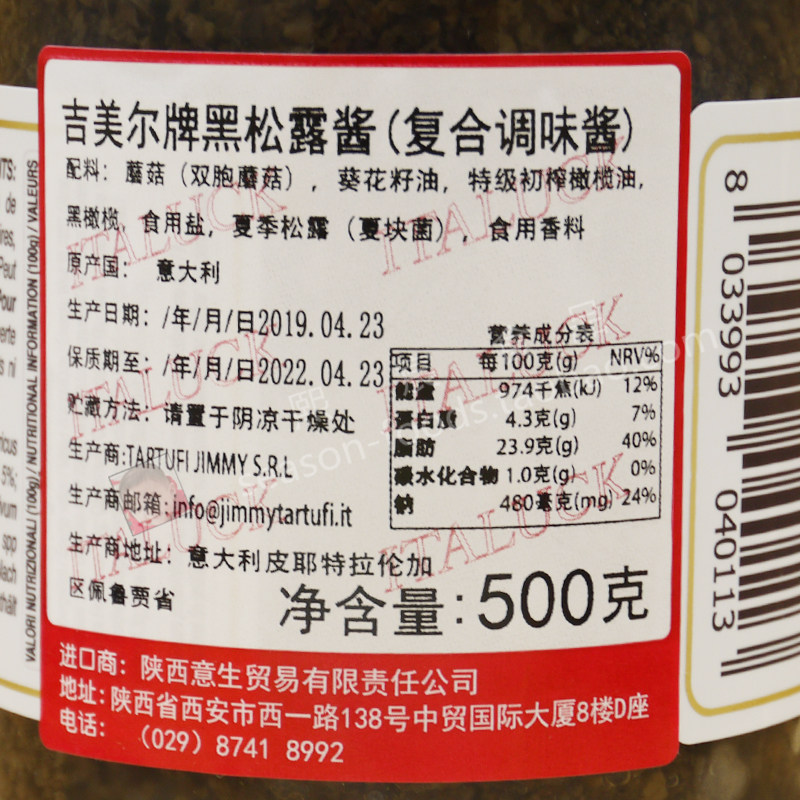 吉美尔牌黑松露酱(复合调味酱)
配料: 蘑菇(双胞蘑菇), 葵花籽油, 特级初榨橄榄油,
黑橄榄, 食用盐, 夏季松露(夏块菌), 食用香料
原产国: 意大利
生产日期: /年/月/日2019.04.23
保质期至: /年/月/日2022.04.23
贮藏方法: 请置于阴凉干燥处
生产商:TARTUFI JIMMY S.R.L
生产商邮箱:info@jimmytartufi.it
生产商地址: 意大利皮耶特拉伦加
区佩鲁贾省
营养成分表
项目 每100克(g) NRV%
能量 974千焦(kJ) 12%
蛋白质 4.3克(g) 7%
脂肪 23.9克(g) 40%
碳水化合物 1.0克(g) 0%
钠 480毫克(mg) 24%
净含量:500克
进口商: 陕西意生贸易有限责任公司
地址: 陕西省西安市西一路138号中贸国际大厦8楼D座
电话: (029) 8741 8992
8 033993 040113
VALORI NUTRIZIONALI (100g) / NUTRITIONAL INFORMATION (100g) / VALEURS
ITALUCK